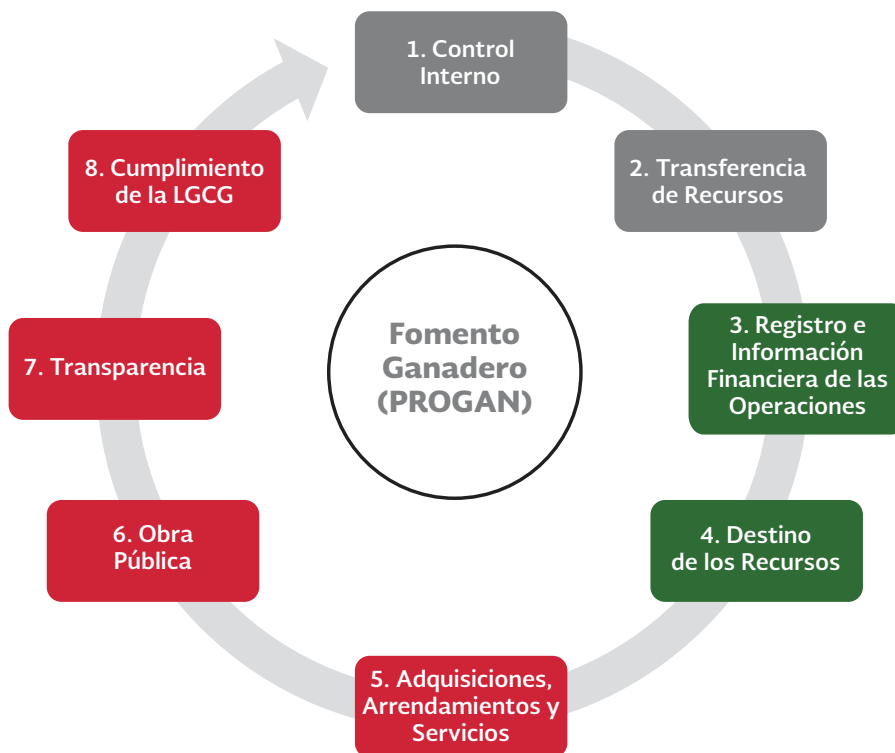 1. Control
Interno
2. Transferencia
de Recursos
3. Registro e
Información
Financiera de las
Operaciones
4. Destino
de los Recursos
5. Adquisiciones,
Arrendamientos y
Servicios
6. Obra
Pública
7. Transparencia
8. Cumplimiento
de la LGCG
Fomento
Ganadero
(PROGAN)